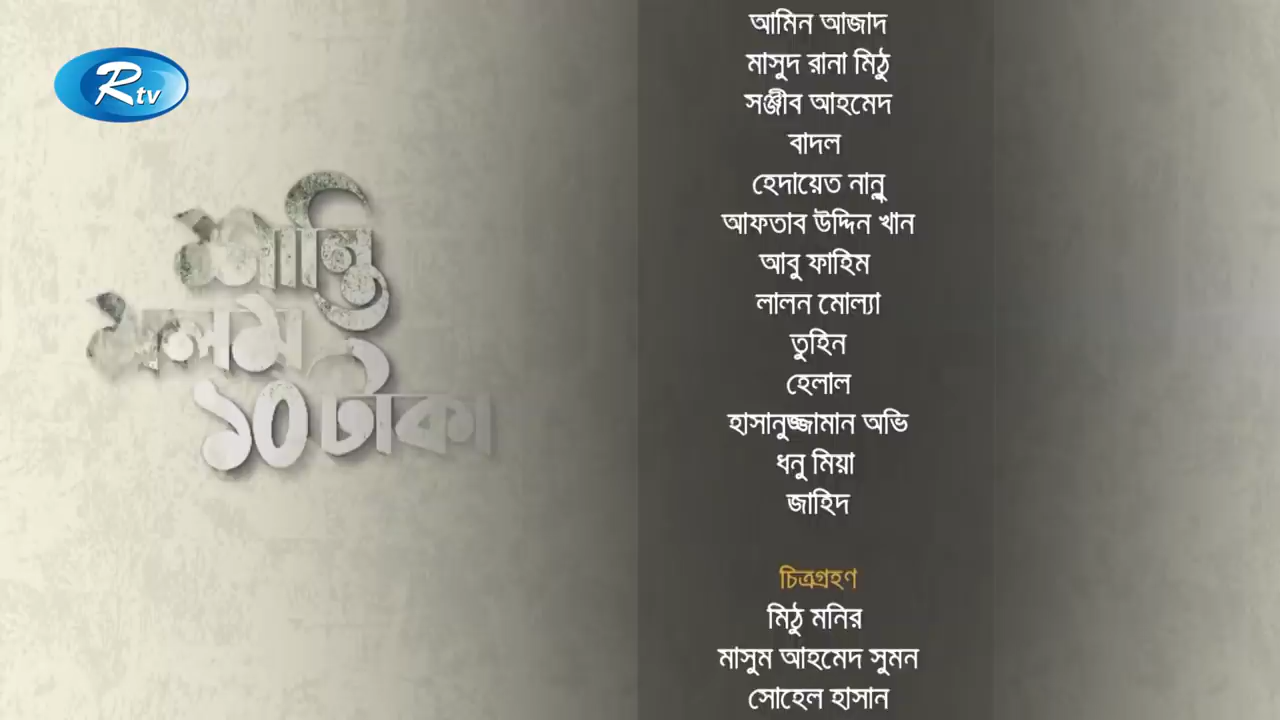 Rtv
শান্তি
মলম
১০ টাকা
আমিন আজাদ
মাসুদ রানা মিঠু
সঞ্জীব আহমেদ
বাদল
হেদায়েত নান্নু
আফতাব উদ্দিন খান
আবু ফাহিম
লালন মোল্যা
তুহিন
হেলাল
হাসানুজ্জামান অভি
ধনু মিয়া
জাহিদ
চিত্রগ্রহণ
মিঠু মনির
মাসুম আহমেদ সুমন
সোহেল হাসান